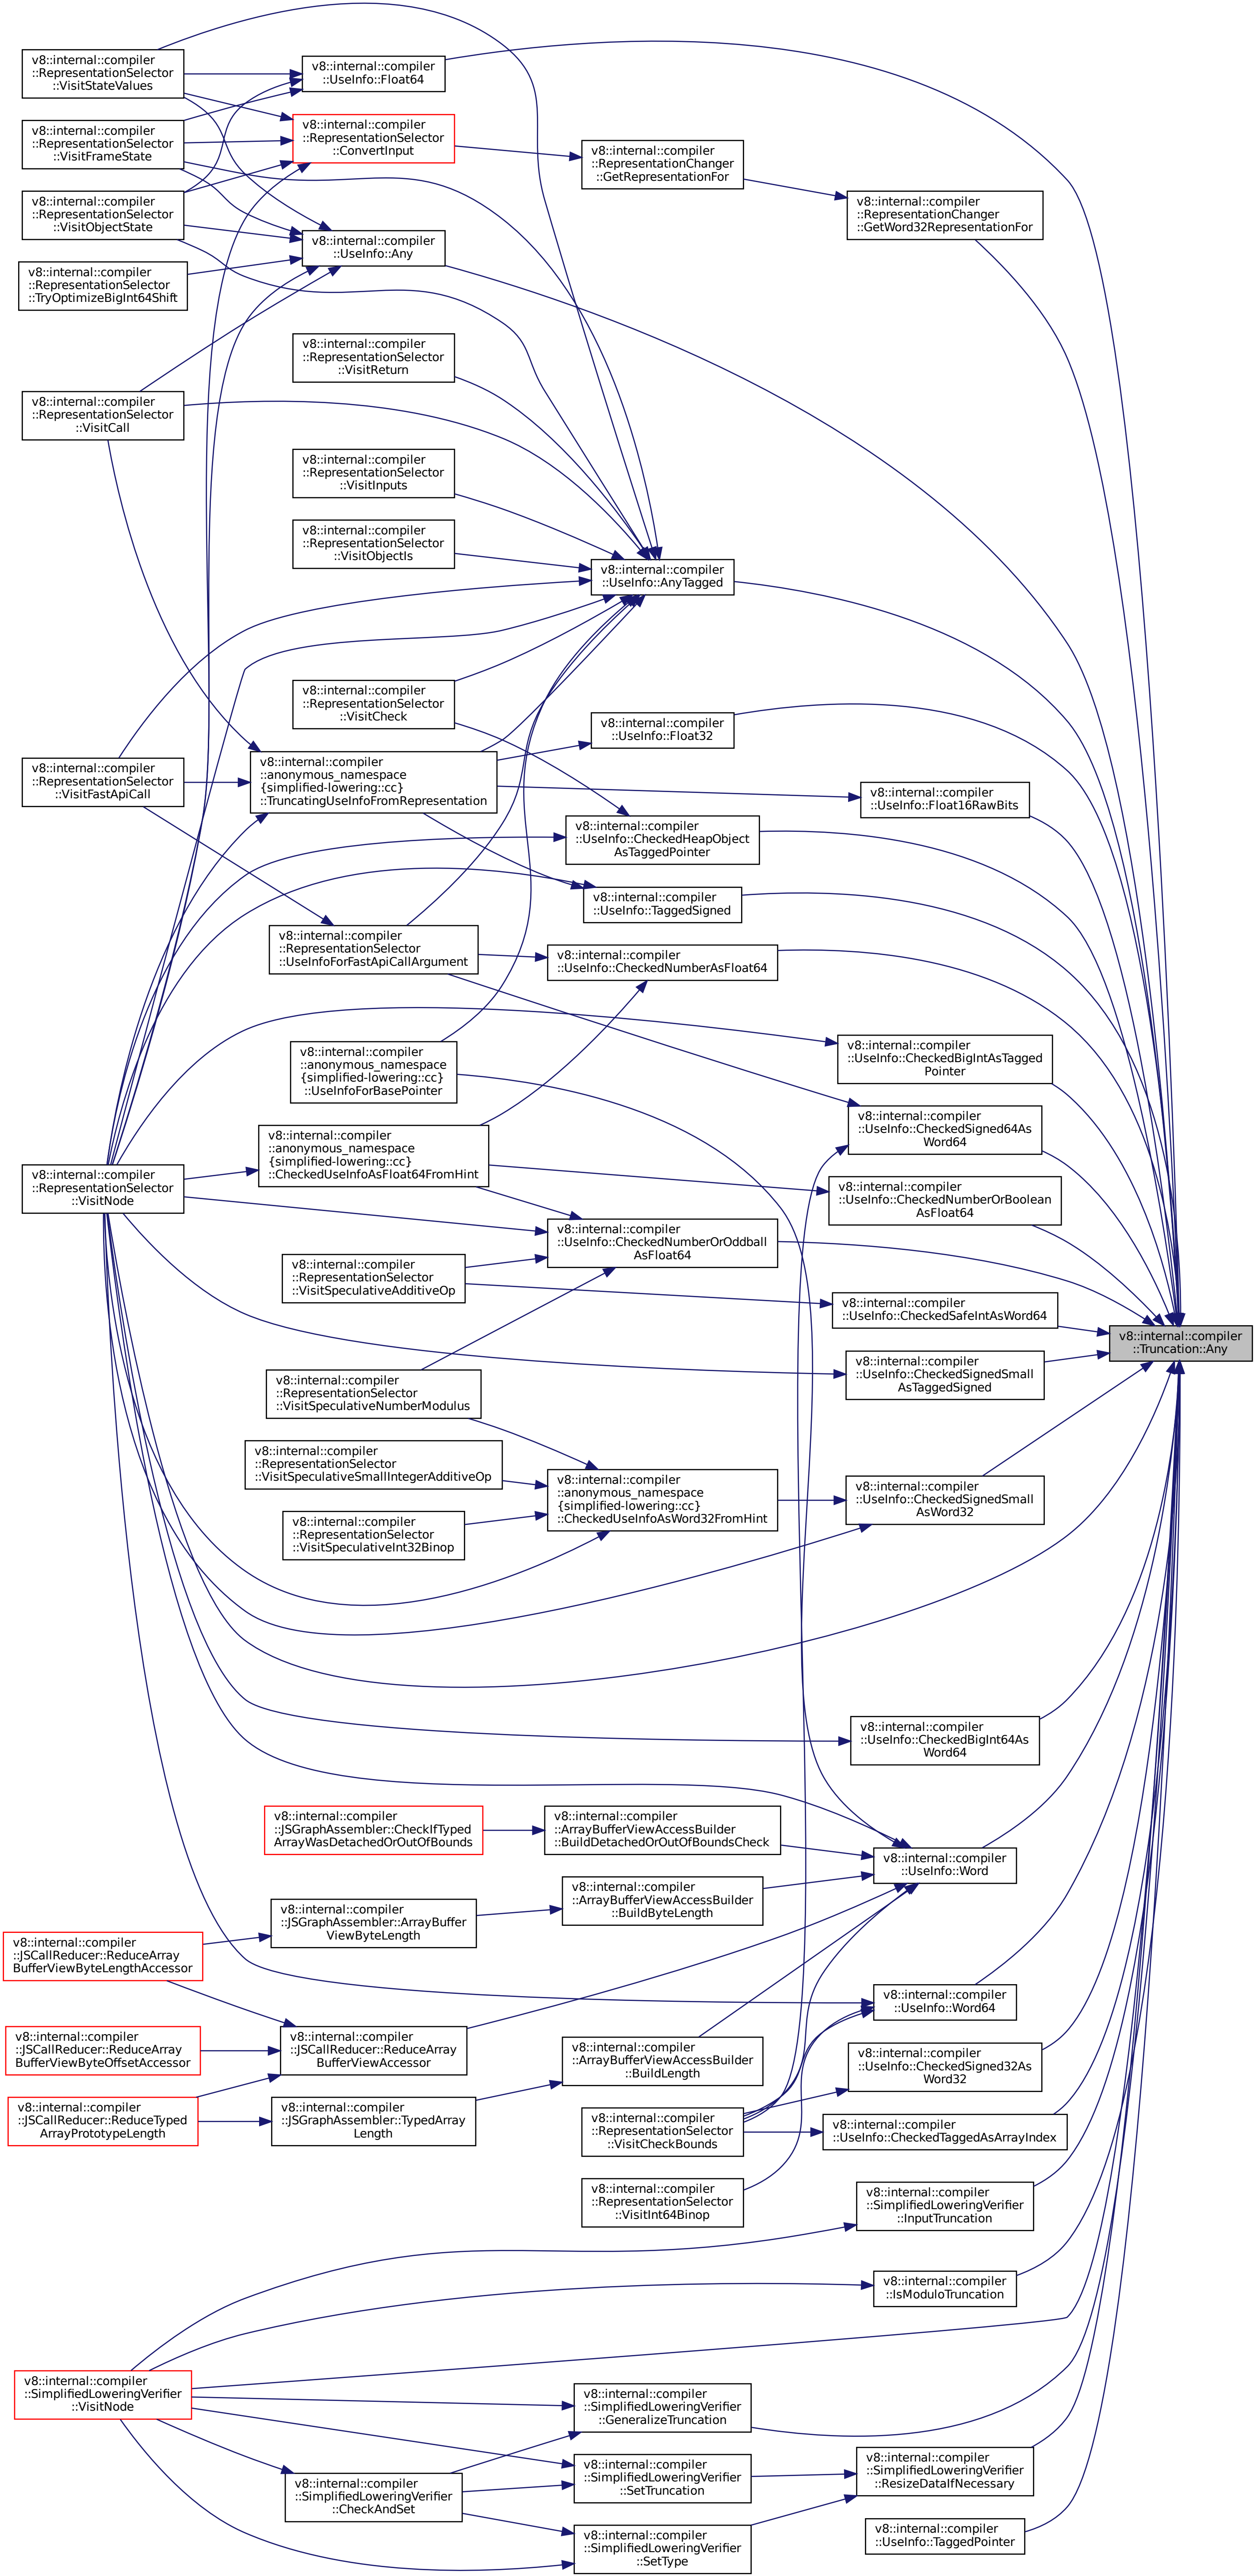 v8::internal::compiler
::RepresentationSelector
::VisitStateValues
v8::internal::compiler
::UseInfo::Float64
v8::internal::compiler
::RepresentationSelector
::ConvertInput
v8::internal::compiler
::RepresentationSelector
::VisitFrameState
v8::internal::compiler
::RepresentationChanger
::GetRepresentationFor
v8::internal::compiler
::RepresentationSelector
::VisitObjectState
v8::internal::compiler
::RepresentationChanger
::GetWord32RepresentationFor
v8::internal::compiler
::UseInfo::Any
v8::internal::compiler
::RepresentationSelector
::TryOptimizeBigInt64Shift
v8::internal::compiler
::RepresentationSelector
::VisitReturn
v8::internal::compiler
::RepresentationSelector
::VisitCall
v8::internal::compiler
::RepresentationSelector
::VisitInputs
v8::internal::compiler
::RepresentationSelector
::VisitObjectIs
v8::internal::compiler
::UseInfo::AnyTagged
v8::internal::compiler
::RepresentationSelector
::VisitCheck
v8::internal::compiler
::UseInfo::Float32
v8::internal::compiler
::RepresentationSelector
::VisitFastApiCall
v8::internal::compiler
::anonymous_namespace
{simplified-lowering::cc}
::TruncatingUseInfoFromRepresentation
v8::internal::compiler
::UseInfo::Float16RawBits
v8::internal::compiler
::UseInfo::CheckedHeapObject
AsTaggedPointer
v8::internal::compiler
::UseInfo::TaggedSigned
v8::internal::compiler
::RepresentationSelector
::UseInfoForFastApiCallArgument
v8::internal::compiler
::UseInfo::CheckedNumberAsFloat64
v8::internal::compiler
::anonymous_namespace
{simplified-lowering::cc}
::UseInfoForBasePointer
v8::internal::compiler
::UseInfo::CheckedBigIntAsTagged
Pointer
v8::internal::compiler
::UseInfo::CheckedSigned64As
Word64
v8::internal::compiler
::RepresentationSelector
::VisitNode
v8::internal::compiler
::anonymous_namespace
{simplified-lowering::cc}
::CheckedUseInfoAsFloat64FromHint
v8::internal::compiler
::UseInfo::CheckedNumberOrBoolean
AsFloat64
v8::internal::compiler
::UseInfo::CheckedNumberOrOddball
AsFloat64
v8::internal::compiler
::RepresentationSelector
::VisitSpeculativeAdditiveOp
v8::internal::compiler
::UseInfo::CheckedSafeIntAsWord64
v8::internal::compiler
::Truncation::Any
v8::internal::compiler
::UseInfo::CheckedSignedSmall
AsTaggedSigned
v8::internal::compiler
::RepresentationSelector
::VisitSpeculativeNumberModulus
v8::internal::compiler
::RepresentationSelector
::VisitSpeculativeSmallIntegerAdditiveOp
v8::internal::compiler
::anonymous_namespace
{simplified-lowering::cc}
::CheckedUseInfoAsWord32FromHint
v8::internal::compiler
::UseInfo::CheckedSignedSmall
AsWord32
v8::internal::compiler
::RepresentationSelector
::VisitSpeculativeInt32Binop
v8::internal::compiler
::UseInfo::CheckedBigInt64As
Word64
v8::internal::compiler
::JSGraphAssembler::CheckIfTyped
ArrayWasDetachedOrOutOfBounds
v8::internal::compiler
::ArrayBufferViewAccessBuilder
::BuildDetachedOrOutOfBoundsCheck
v8::internal::compiler
::UseInfo::Word
v8::internal::compiler
::ArrayBufferViewAccessBuilder
::BuildByteLength
v8::internal::compiler
::JSGraphAssembler::ArrayBuffer
ViewByteLength
v8::internal::compiler
::JSCallReducer::ReduceArray
BufferViewByteLengthAccessor
v8::internal::compiler
::UseInfo::Word64
v8::internal::compiler
::JSCallReducer::ReduceArray
BufferViewByteOffsetAccessor
v8::internal::compiler
::JSCallReducer::ReduceArray
BufferViewAccessor
v8::internal::compiler
::ArrayBufferViewAccessBuilder
::BuildLength
v8::internal::compiler
::UseInfo::CheckedSigned32As
Word32
v8::internal::compiler
::JSCallReducer::ReduceTyped
ArrayPrototypeLength
v8::internal::compiler
::JSGraphAssembler::TypedArray
Length
v8::internal::compiler
::RepresentationSelector
::VisitCheckBounds
v8::internal::compiler
::UseInfo::CheckedTaggedAsArrayIndex
v8::internal::compiler
::RepresentationSelector
::VisitInt64Binop
v8::internal::compiler
::SimplifiedLoweringVerifier
::InputTruncation
v8::internal::compiler
::IsModuloTruncation
v8::internal::compiler
::SimplifiedLoweringVerifier
::VisitNode
v8::internal::compiler
::SimplifiedLoweringVerifier
::GeneralizeTruncation
v8::internal::compiler
::SimplifiedLoweringVerifier
::CheckAndSet
v8::internal::compiler
::SimplifiedLoweringVerifier
::SetTruncation
v8::internal::compiler
::SimplifiedLoweringVerifier
::ResizeDataIfNecessary
v8::internal::compiler
::SimplifiedLoweringVerifier
::SetType
v8::internal::compiler
::UseInfo::TaggedPointer